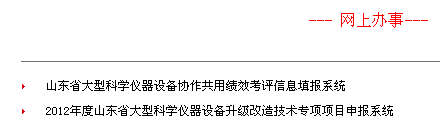 --- 网上办事---
山东省大型科学仪器设备协作共用绩效考评信息填报系统
2012年度山东省大型科学仪器设备升级改造技术专项项目申报系统